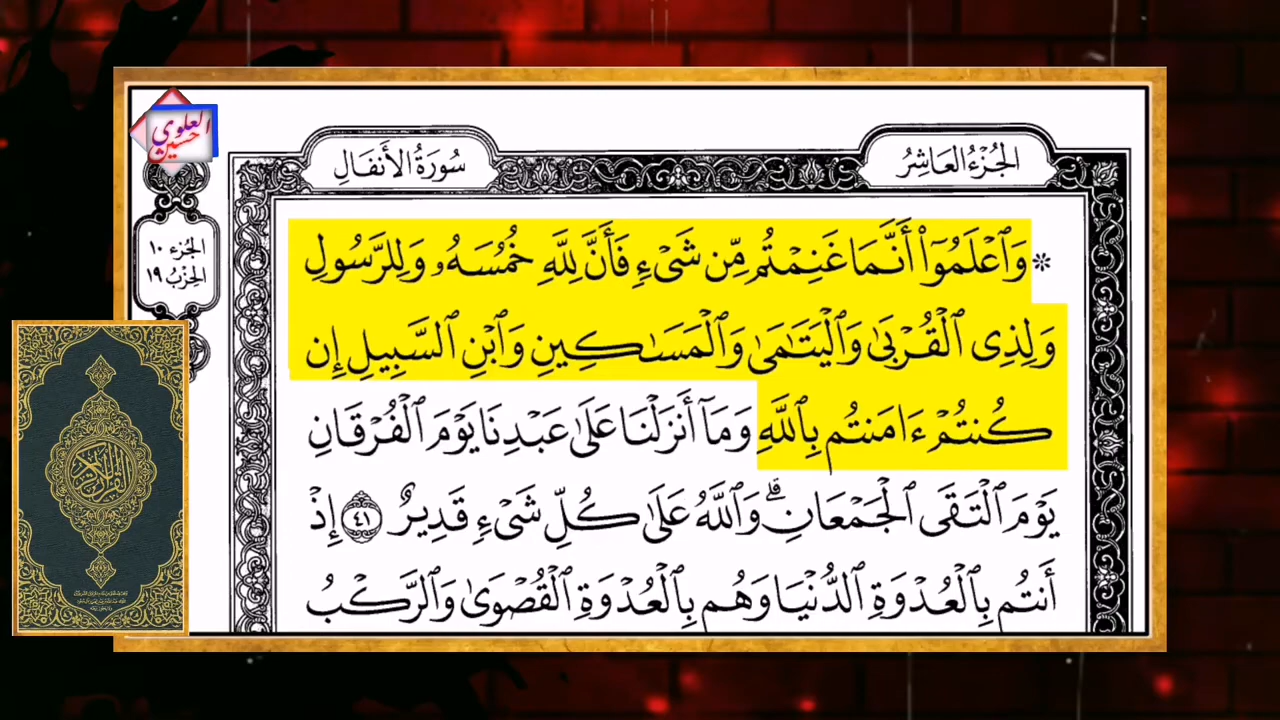 العلوي
حسين
سُورَةُ الأَنفَالِ
الجُزْءُ العَاشِرُ
الجزء ١٠
الحزب ١٩
* وَٱعْلَمُوٓا۟ أَنَّمَا غَنِمْتُم مِّن شَىْءٍ فَأَنَّ لِلَّهِ خُمُسَهُۥ وَلِلرَّسُولِ
وَلِذِى ٱلْقُرْبَىٰ وَٱلْيَتَٰمَىٰ وَٱلْمَسَٰكِينِ وَٱبْنِ ٱلسَّبِيلِ إِن
كُنتُمْ ءَامَنتُم بِٱللَّهِ وَمَآ أَنزَلْنَا عَلَىٰ عَبْدِنَا يَوْمَ ٱلْفُرْقَانِ
يَوْمَ ٱلْتَقَى ٱلْجَمْعَانِ ۗ وَٱللَّهُ عَلَىٰ كُلِّ شَىْءٍ قَدِيرٌ ٤١ إِذْ
أَنتُم بِٱلْعُدْوَةِ ٱلدُّنْيَا وَهُم بِٱلْعُدْوَةِ ٱلْقُصْوَىٰ وَٱلرَّكْبُ
القرآن الكريم